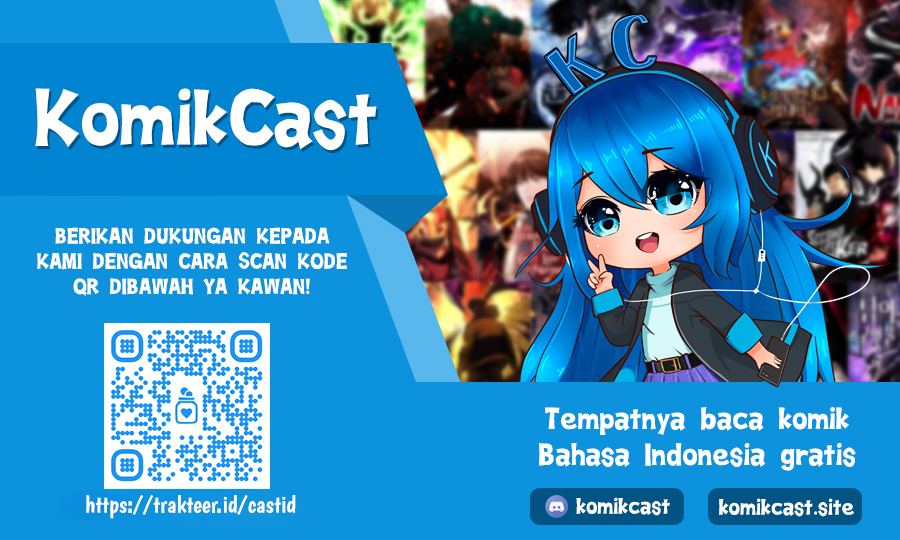 KC
K
KomikCast
BERIKAN DUKUNGAN KEPADA
KAMI DENGAN CARA SCAN KODE
QR DIBAWAH YA KAWAN!
https://trakteer.id/castid
Tempatnya baca komik
Bahasa Indonesia gratis
komikcast
komikcast.site